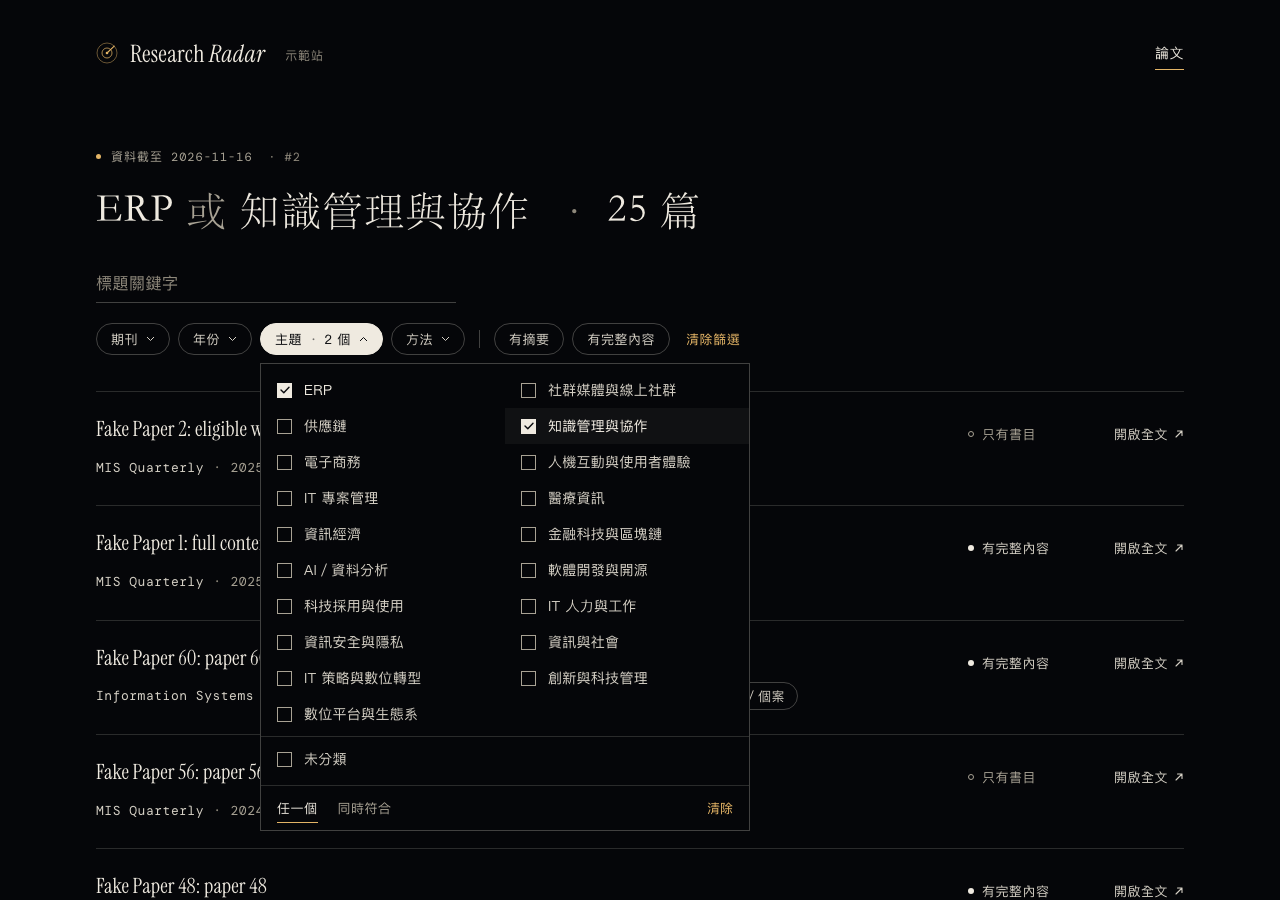 Research Radar 示範站
論文
資料截至 2026-11-16 · #2
ERP 或 知識管理與協作 · 25 篇
標題關鍵字
期刊 年份 主題 · 2 個 方法 有摘要 有完整內容 清除篩選
ERP 社群媒體與線上社群
供應鏈 知識管理與協作
電子商務 人機互動與使用者體驗
IT 專案管理 醫療資訊
資訊經濟 金融科技與區塊鏈
AI / 資料分析 軟體開發與開源
科技採用與使用 IT 人力與工作
資訊安全與隱私 資訊與社會
IT 策略與數位轉型 創新與科技管理
數位平台與生態系
未分類
任一個 同時符合 清除
Fake Paper 2: eligible
只有書目 開啟全文
MIS Quarterly · 2025
Fake Paper 1: full
有完整內容 開啟全文
MIS Quarterly · 2025
Fake Paper 60: paper
有完整內容 開啟全文
Information Systems
/ 個案
Fake Paper 56: paper
只有書目 開啟全文
MIS Quarterly · 2024
Fake Paper 48: paper 48
有完整內容 開啟全文